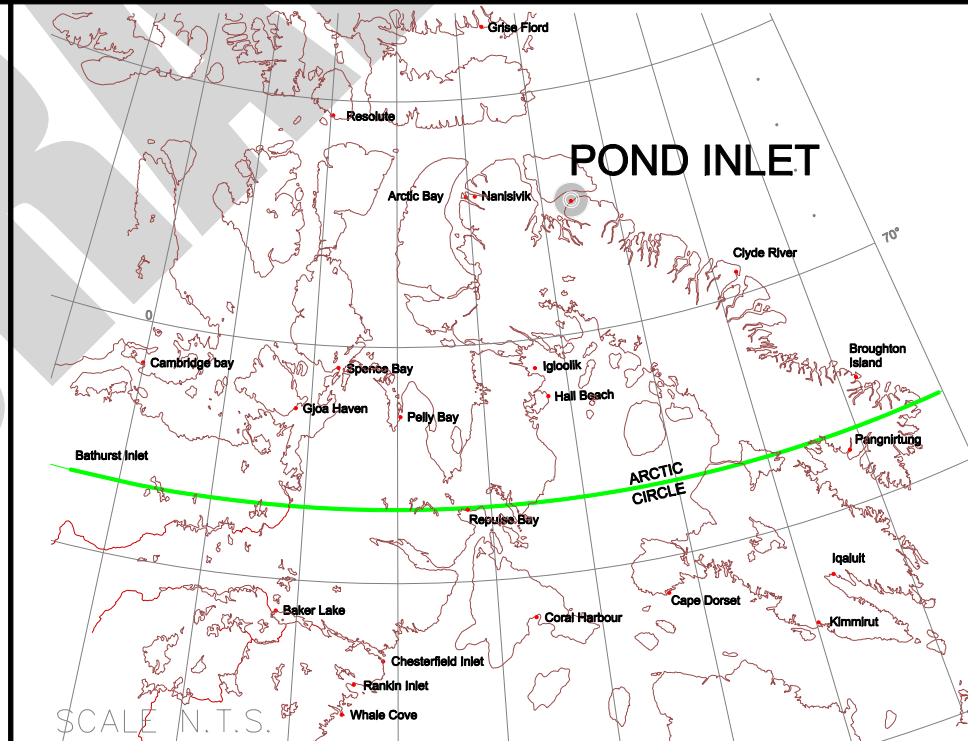 Grise Fiord
Resolute
POND INLET
Arctic Bay
Nanisivik
70°
Clyde River
0
Cambridge bay
Spence Bay
Igloolik
Broughton
Island
Gjoa Haven
Hall Beach
Pelly Bay
Pangnirtung
Bathurst Inlet
ARCTIC
CIRCLE
Repulse Bay
Iqaluit
Cape Dorset
Baker Lake
Coral Harbour
Kimmirut
Chesterfield Inlet
Rankin Inlet
Whale Cove
SCALE N.T.S.